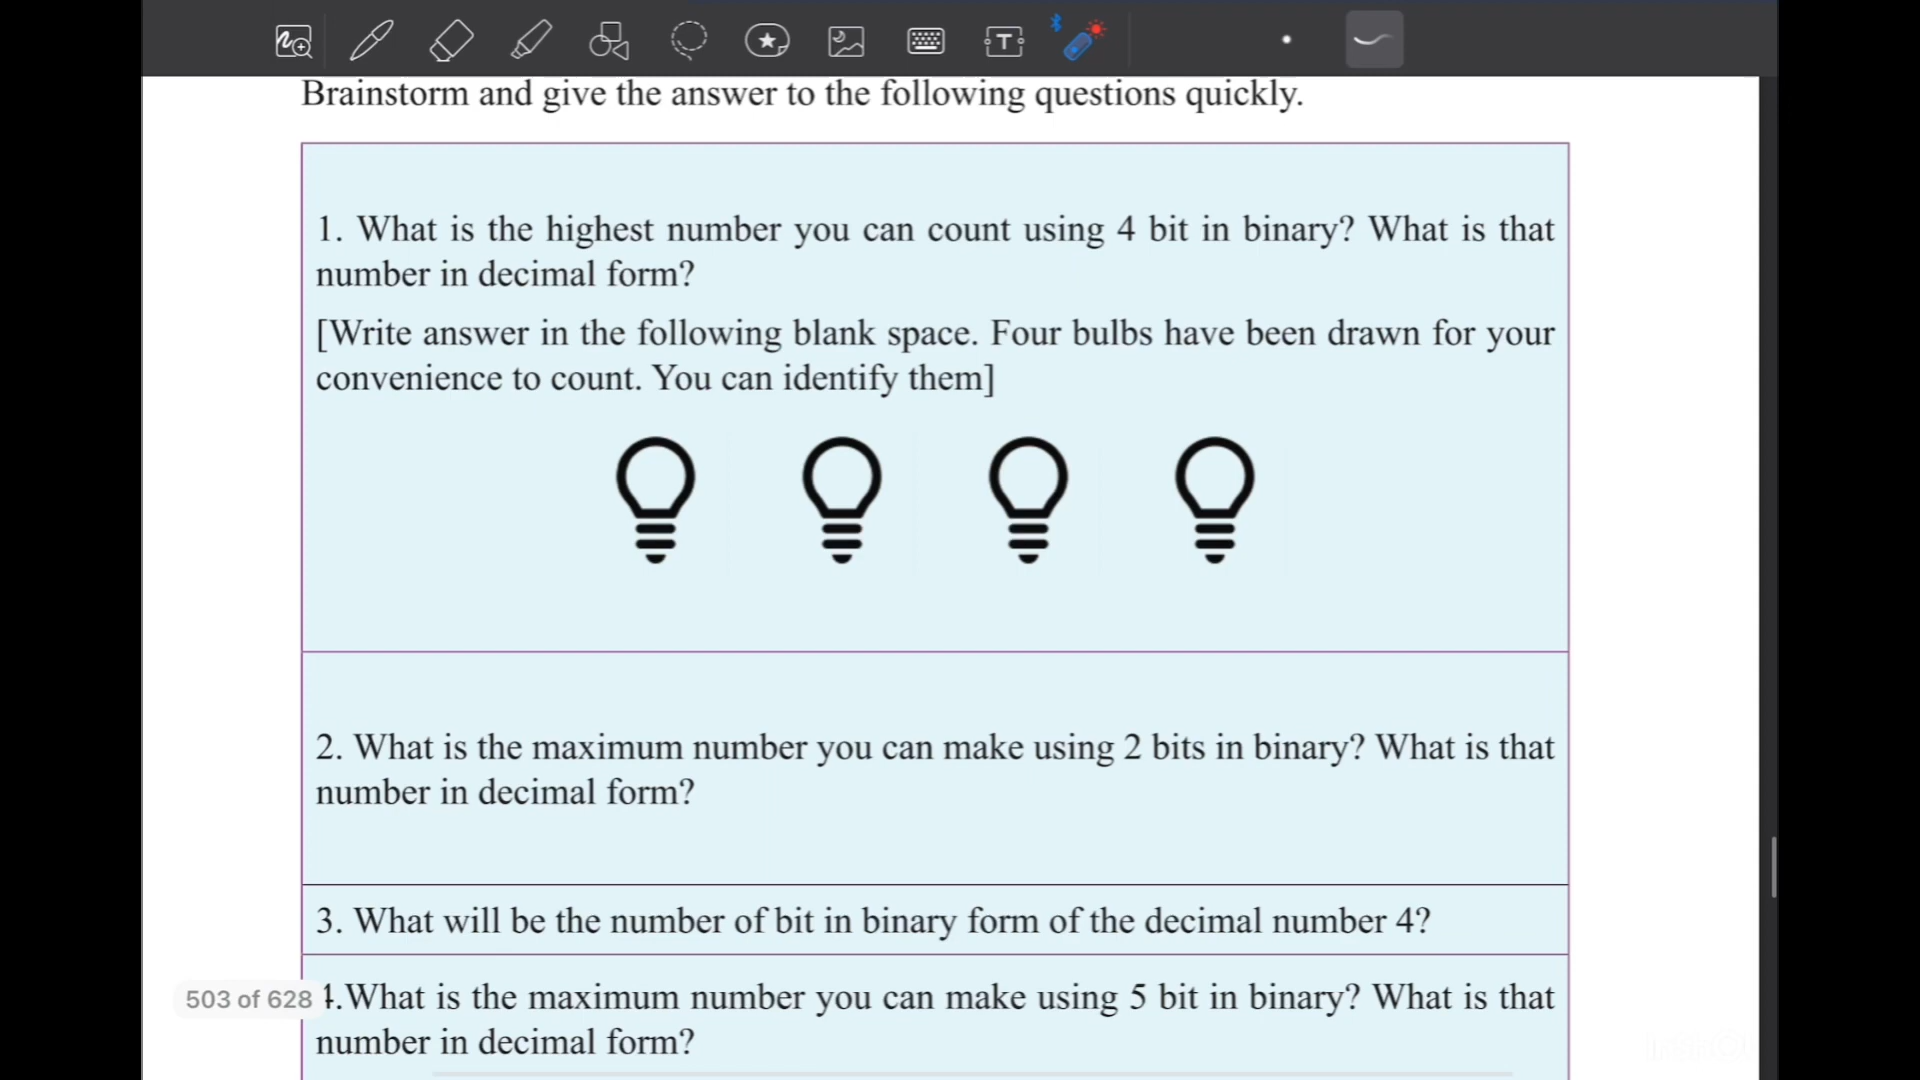 Brainstorm and give the answer to the following questions quickly.
1. What is the highest number you can count using 4 bit in binary? What is that
number in decimal form?
[Write answer in the following blank space. Four bulbs have been drawn for your
convenience to count. You can identify them]
2. What is the maximum number you can make using 2 bits in binary? What is that
number in decimal form?
3. What will be the number of bit in binary form of the decimal number 4?
503 of 628
4.What is the maximum number you can make using 5 bit in binary? What is that
number in decimal form?